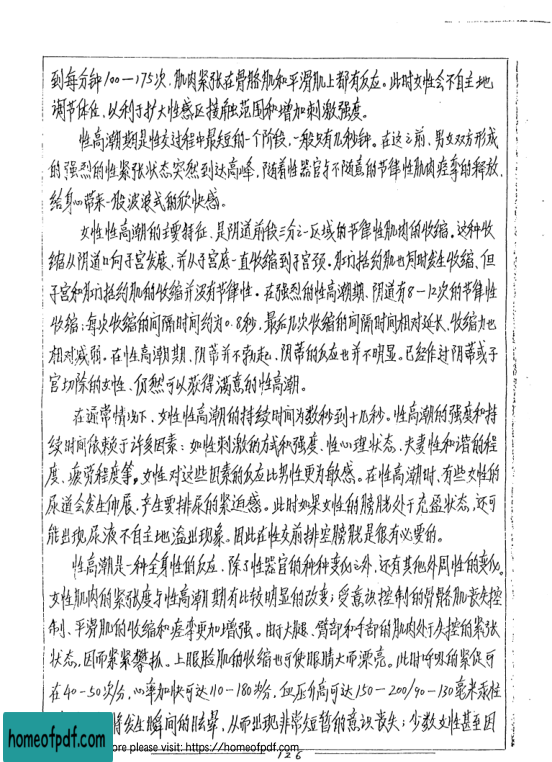 到每分钟100—175次.肌肉紧张在骨骼肌和平滑肌上都有反应。此时女性会不自主地
调节体位,以利于扩大性感区接触范围和增加刺激强度。
性高潮期是性交过程中最短的一个阶段,一般只有几秒钟。在这之前,男女双方形成
的强烈的性紧张状态突然到达高峰,随着性器官与不随意的节律性肌肉痉挛的释放,
给身心带来一股波浪式的欣快感。
女性性高潮的主要特征,是阴道前段三分之一区域的节律性肌肉的收缩.这种收
缩从阴道口向子宫发展,并从子宫底一直收缩到子宫颈.肛门括约肌也同时发生收缩,但
子宫和肛门括约肌的收缩并没有节律性。在强烈的性高潮期,阴道有8—12次的节律性
收缩;每次收缩的间隔时间约为0.8秒,最后几次收缩的间隔时间相对延长,收缩力也
相对减弱。在性高潮期,阴蒂并不勃起,阴蒂的反应也并不明显。已经作过阴蒂或子
宫切除的女性,仍然可以获得满意的性高潮。
在通常情况下,女性性高潮的持续时间为数秒到十几秒。性高潮的强度和持
续时间依赖于许多因素:如性刺激的方式和强度、性心理状态、夫妻性和谐的程
度、疲劳程度等,女性对这些因素的反应比男性更为敏感。在性高潮时,有些女性的
尿道会发生伸展,产生要排尿的紧迫感。此时如果女性的膀胱处于充盈状态,还可
能出现尿液不自主地溢出现象。因此在性交前排空膀胱是很有必要的。
性高潮是一种全身性的反应,除了性器官的种种变化之外,还有其他外周性的变化。
女性肌肉的紧张度与性高潮期有比较明显的改变;受意识控制的骨骼肌丧失控
制、平滑肌的收缩和痉挛更加增强。由于大腿、臀部和手部的肌肉处于失控的紧张
状态,因而紧紧攀抓。上眼脸肌的收缩也可使眼睛大而漂亮。此时呼吸的紧促可
在40-50次/分,心率加快可达110-180次/分,血压升高可达150-200/90-130毫米汞柱
将发生瞬间的眩晕,从而出现非常短暂的意识丧失;少数女性甚至因
homeofpdf.com
ore please visit: https://homeofpdf.com
126